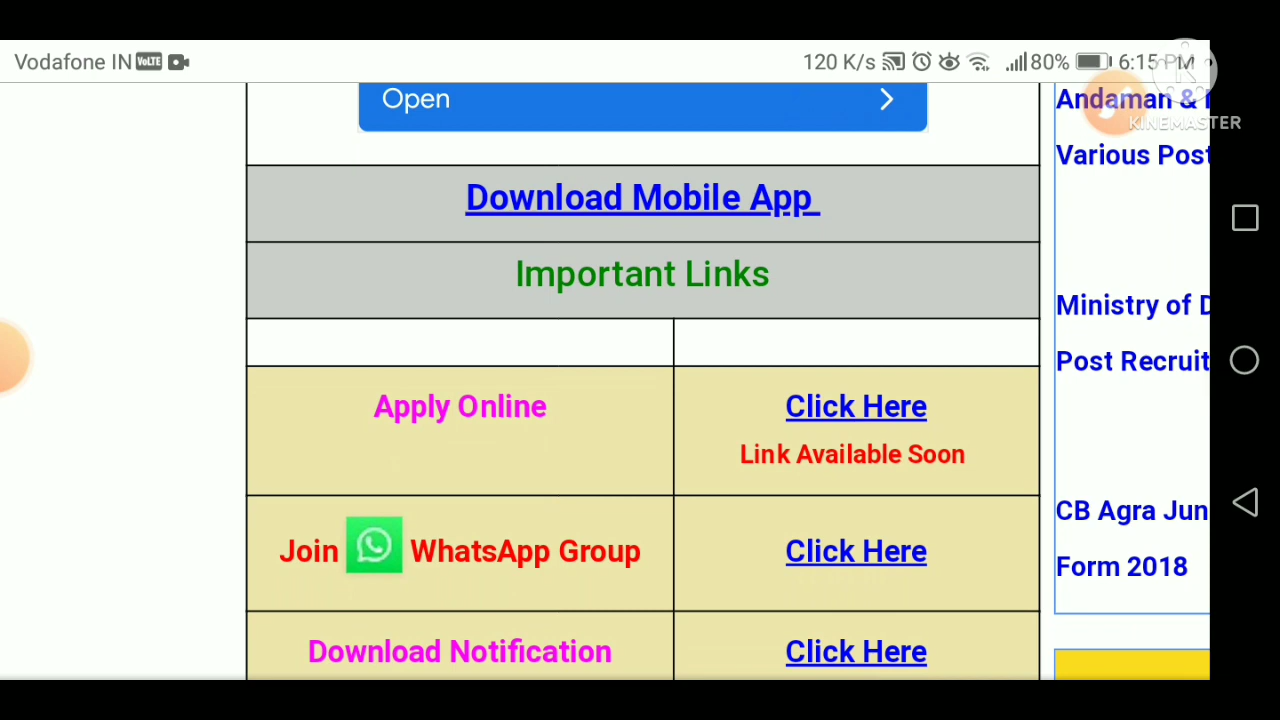 Vodafone IN VoLTE 120 K/s 80% 6:15 PM
KINEMASTER
Open
Andaman &
Various Post
Download Mobile App
Important Links
Ministry of
Post Recruit
Apply Online Click Here
Link Available Soon
CB Agra Jun
Form 2018
Join WhatsApp Group Click Here
Download Notification Click Here